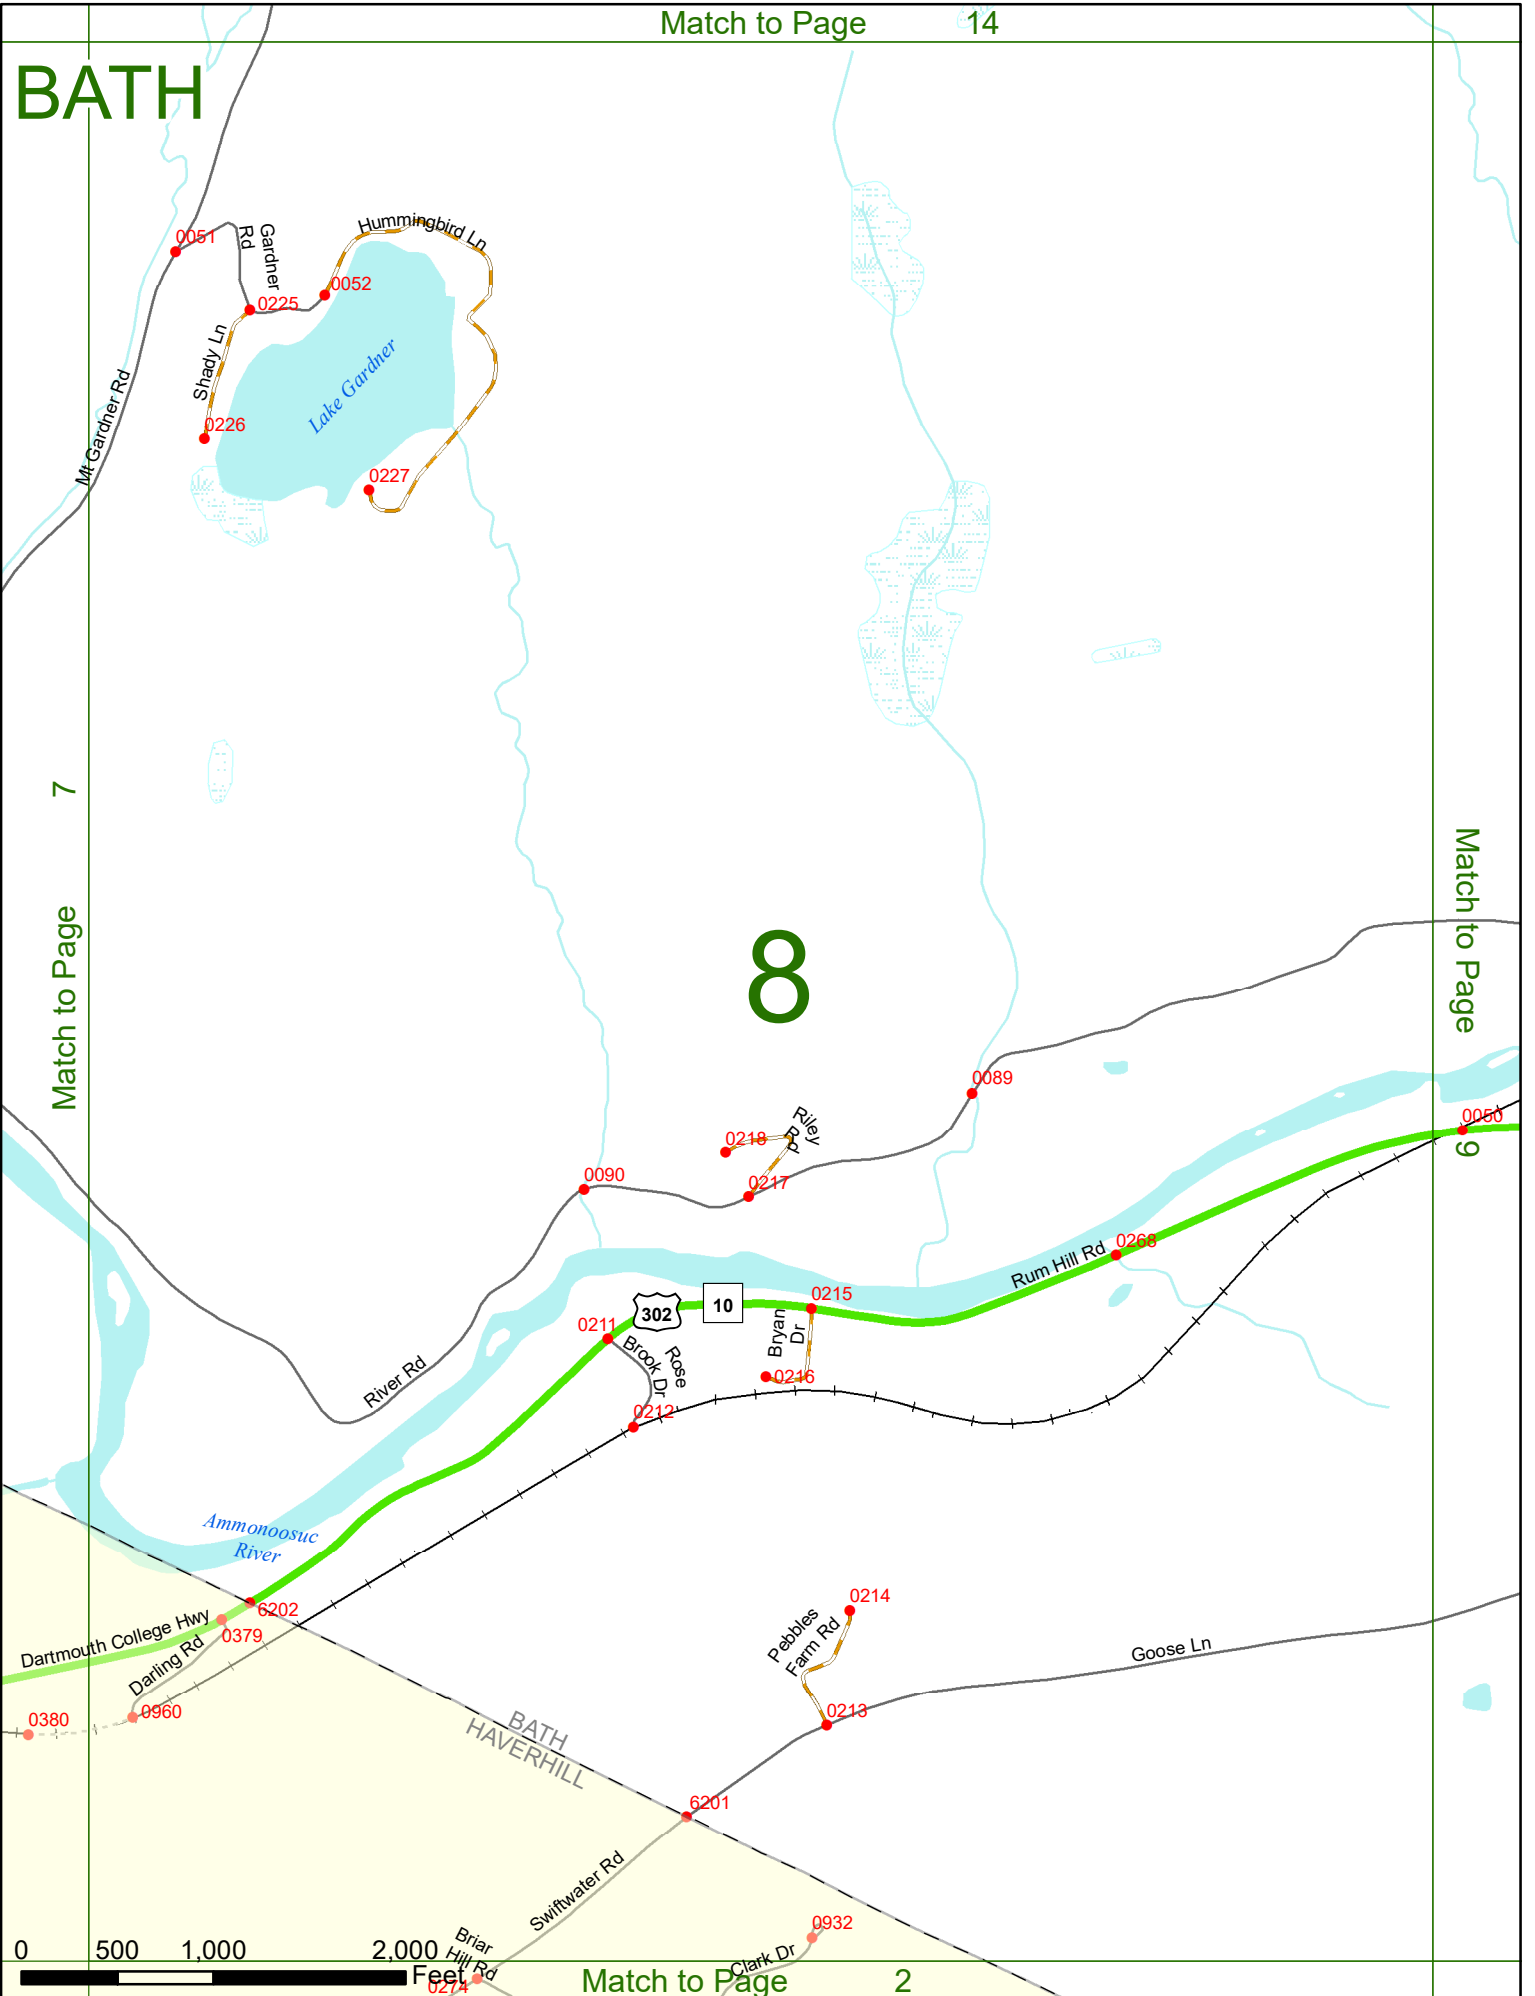 Match to Page 14
BATH
0051
Gardner
Rd
Hummingbird Ln
0052
0225
Shady Ln
Lake Gardner
Mt Gardner Rd
0226
0227
Match to Page 7
8
Match to Page 9
0089
0050
Riley
Rd
0218
0217
0090
0268
Rum Hill Rd
0215
302
10
0211
Bryan
Dr
Rose
Brook Dr
0216
River Rd
0212
Ammonoosuc
River
6202
0379
Dartmouth College Hwy
Darling Rd
0214
Pebbles
Farm Rd
Goose Ln
0960
0380
0213
BATH
HAVERHILL
6201
Swiftwater Rd
0932
Briar
Hill Rd
Clark Dr
0 500 1,000 2,000
Feet
0274
Match to Page 2